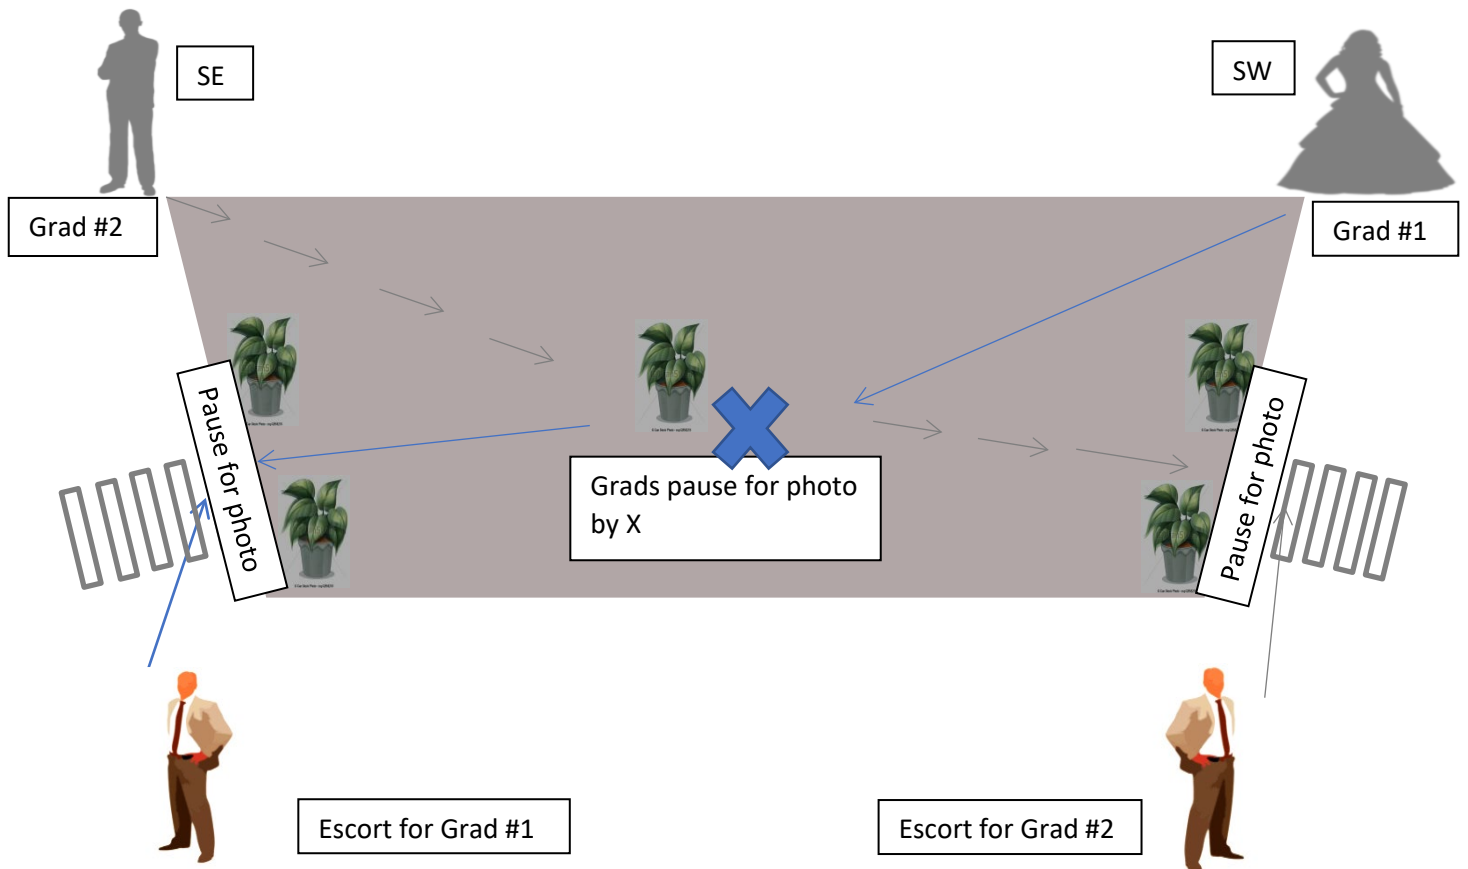 SE
SW
Grad #2
Grad #1
Pause for photo
Grads pause for photo
by X
Pause for photo
Escort for Grad #1
Escort for Grad #2